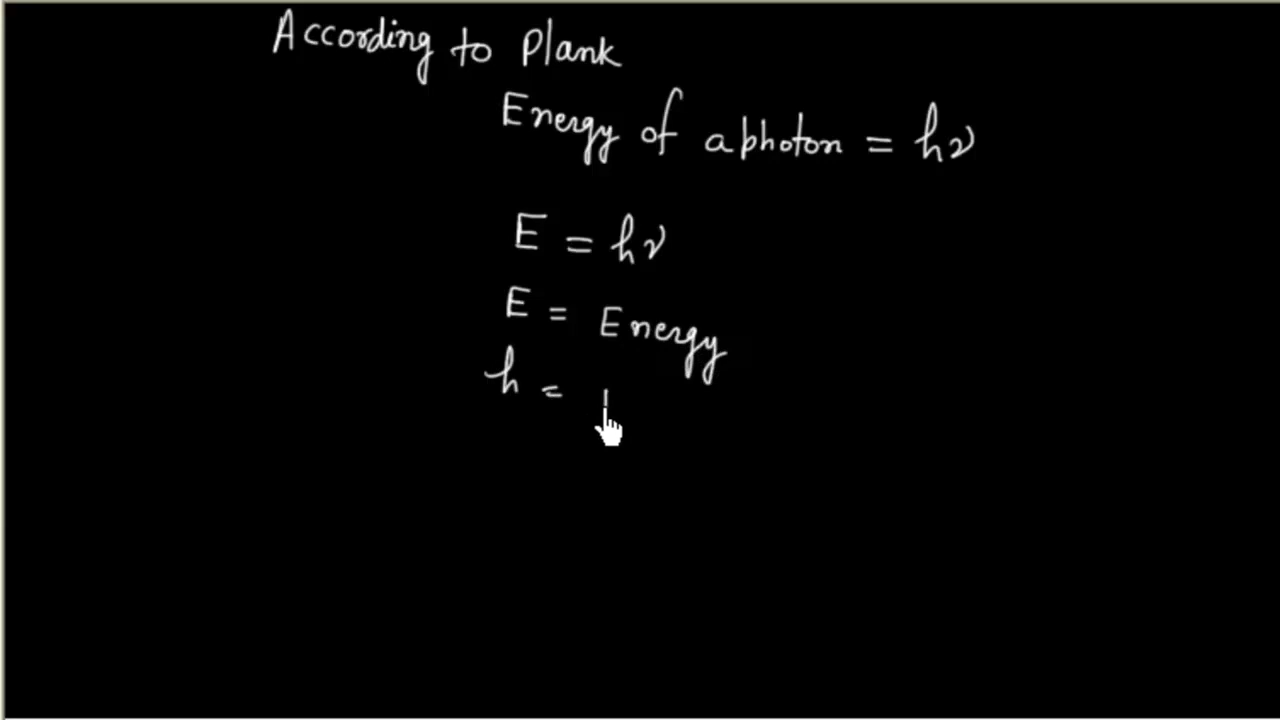 According to Plank
Energy of a photon = hν
E = hν
E = Energy
h =